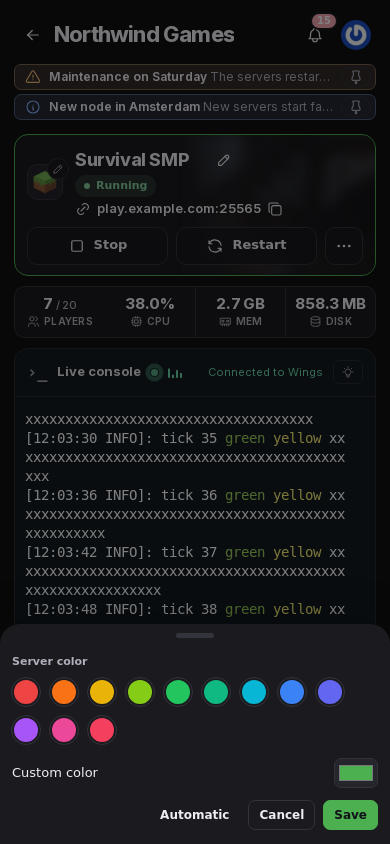 Northwind Games
15
Maintenance on Saturday The servers restar...
New node in Amsterdam New servers start fa...
Survival SMP
Running
play.example.com:25565
Stop
Restart
7 / 20
PLAYERS
38.0%
CPU
2.7 GB
MEM
858.3 MB
DISK
Live console
Connected to Wings
xxxxxxxxxxxxxxxxxxxxxxxxxxxxxxxxxxxx
[12:03:30 INFO]: tick 35 green yellow xx
xxxxxxxxxxxxxxxxxxxxxxxxxxxxxxxxxxxxxxxx
xxx
[12:03:36 INFO]: tick 36 green yellow xx
xxxxxxxxxxxxxxxxxxxxxxxxxxxxxxxxxxxxxxxx
xxxxxxxxxx
[12:03:42 INFO]: tick 37 green yellow xx
xxxxxxxxxxxxxxxxxxxxxxxxxxxxxxxxxxxxxxxx
xxxxxxxxxxxxxxxxx
[12:03:48 INFO]: tick 38 green yellow xx
Server color
Custom color
Automatic
Cancel
Save